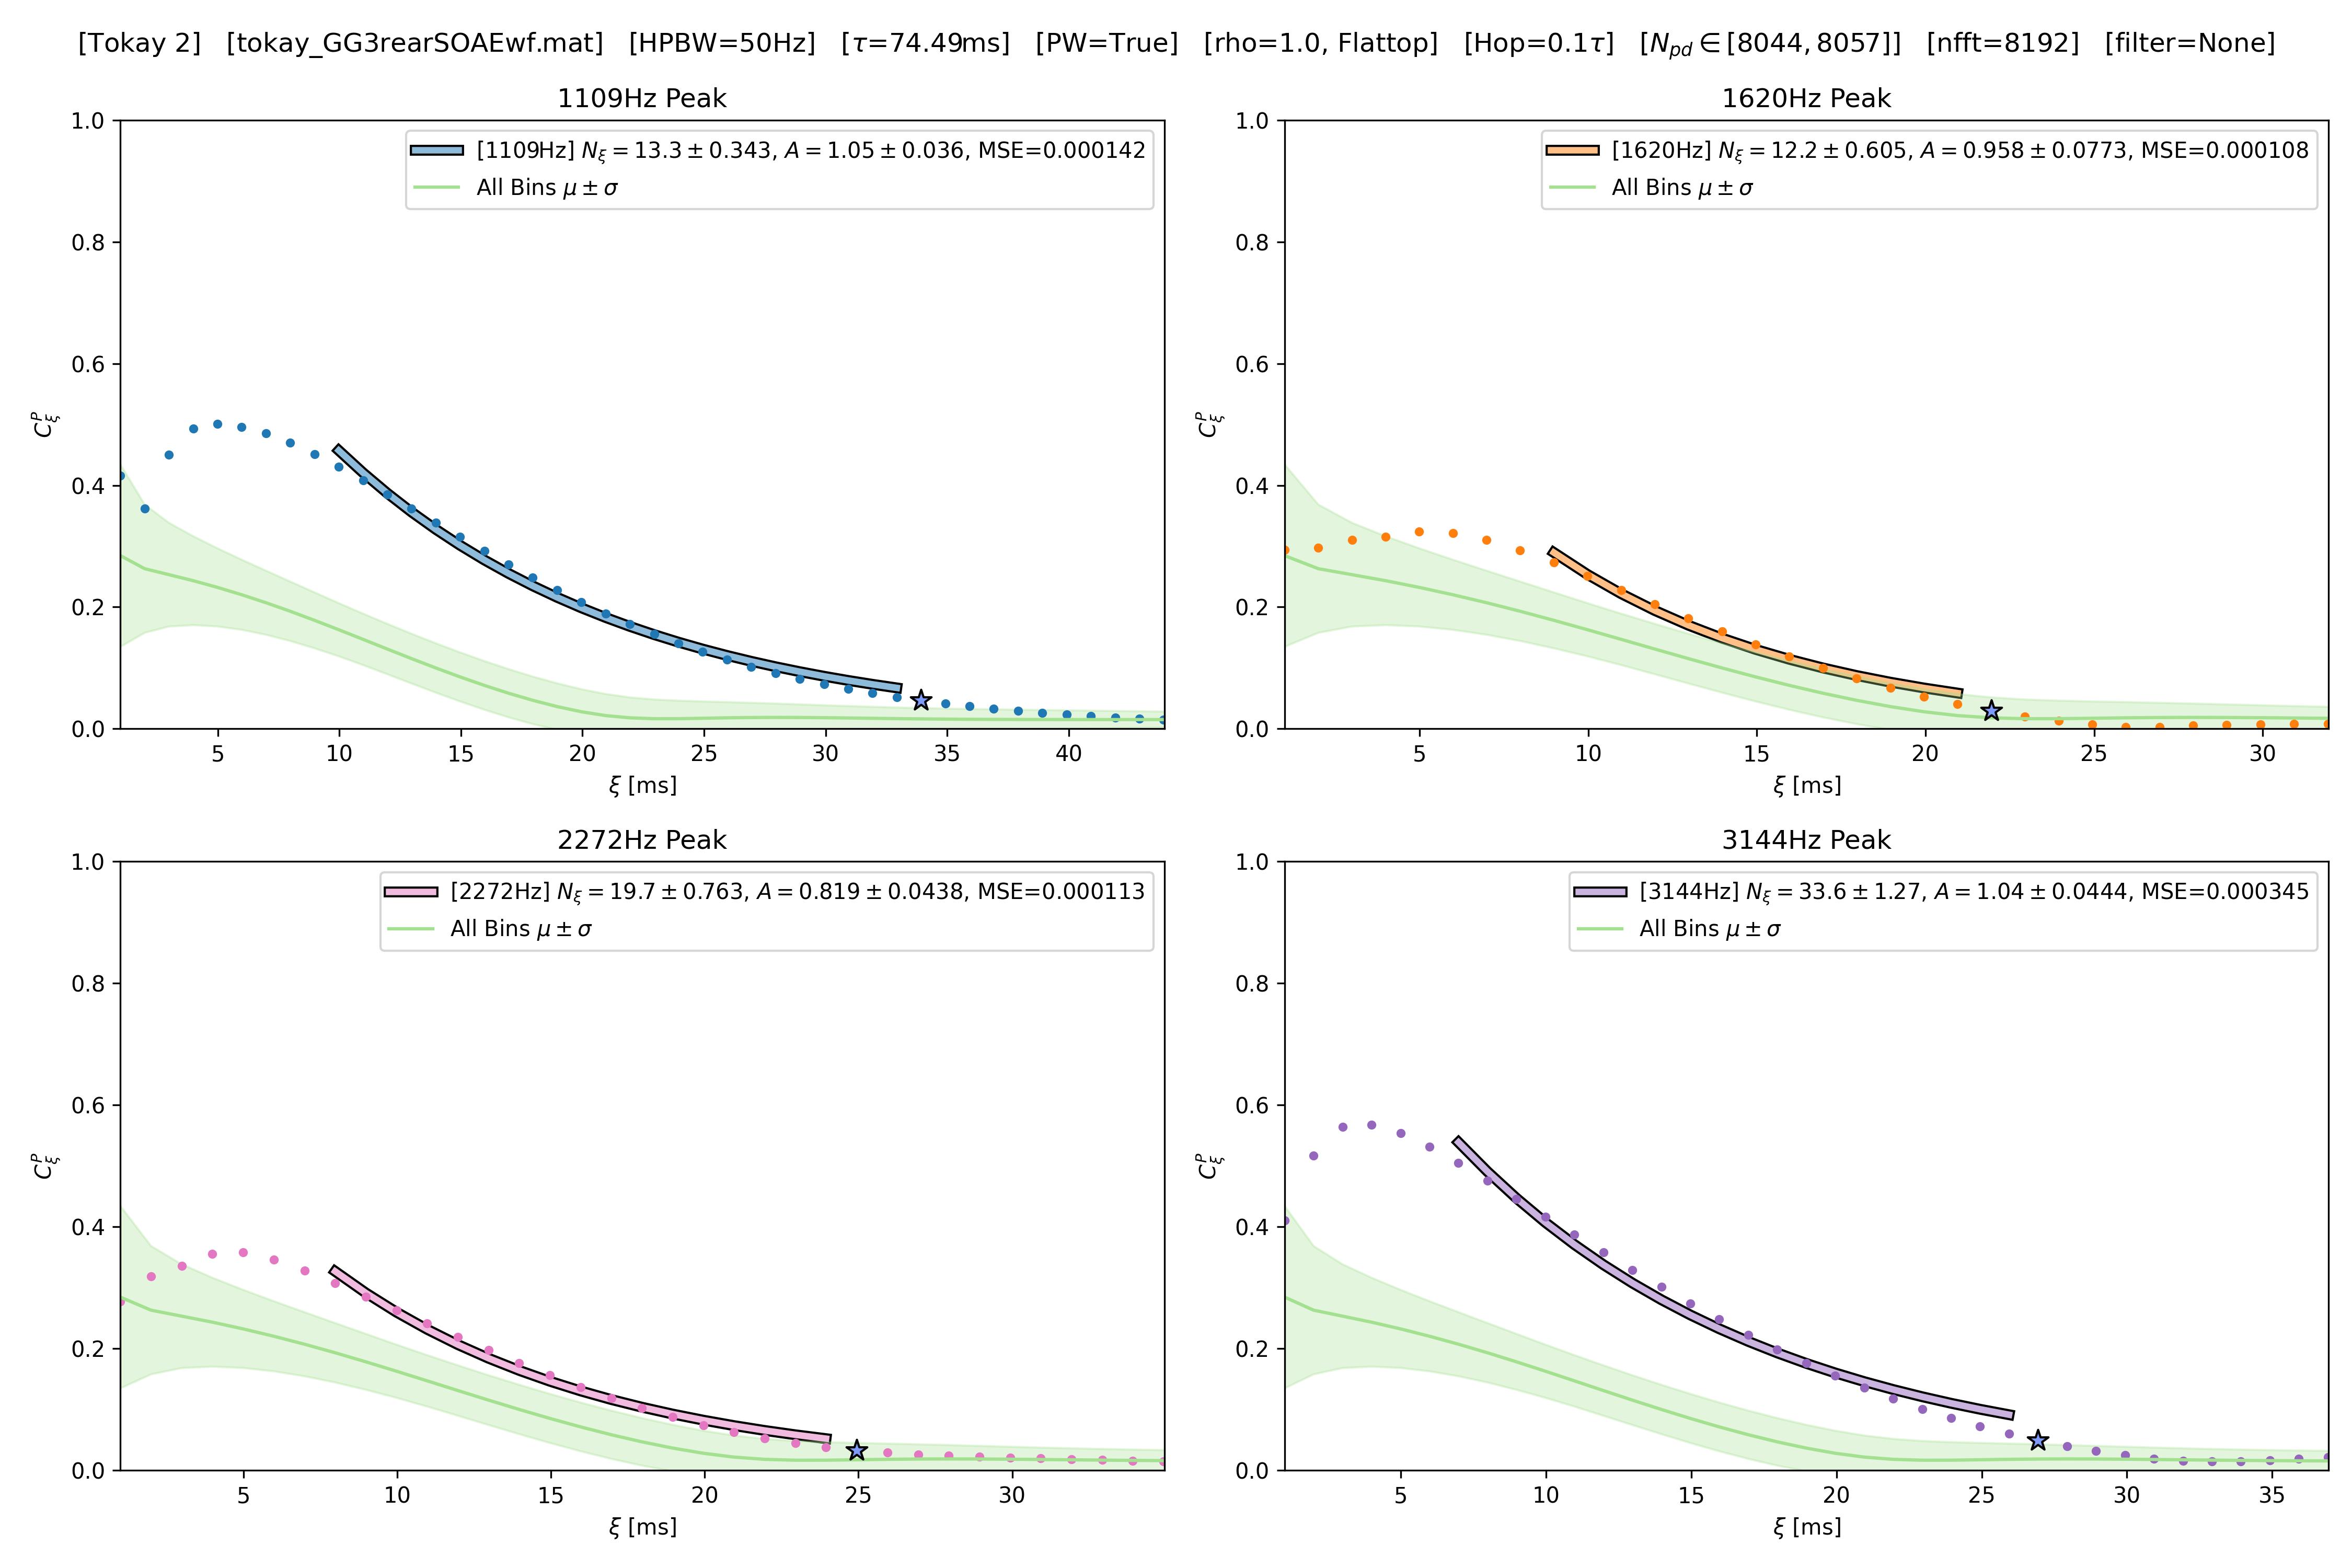 [Tokay 2] [tokay_GG3rearSOAEwf.mat] [HPBW=50Hz] [τ=74.49ms] [PW=True] [rho=1.0, Flattop] [Hop=0.1τ] [N_pd ∈ [8044, 8057]] [nfft=8192] [filter=None]
1109Hz Peak
[1109Hz] N_ξ = 13.3 ± 0.343, A = 1.05 ± 0.036, MSE=0.000142
All Bins μ ± σ
1.0
0.8
0.6
0.4
0.2
0.0
C_ξ^P
5 10 15 20 25 30 35 40
ξ [ms]
1620Hz Peak
[1620Hz] N_ξ = 12.2 ± 0.605, A = 0.958 ± 0.0773, MSE=0.000108
All Bins μ ± σ
1.0
0.8
0.6
0.4
0.2
0.0
C_ξ^P
5 10 15 20 25 30
ξ [ms]
2272Hz Peak
[2272Hz] N_ξ = 19.7 ± 0.763, A = 0.819 ± 0.0438, MSE=0.000113
All Bins μ ± σ
1.0
0.8
0.6
0.4
0.2
0.0
C_ξ^P
5 10 15 20 25 30
ξ [ms]
3144Hz Peak
[3144Hz] N_ξ = 33.6 ± 1.27, A = 1.04 ± 0.0444, MSE=0.000345
All Bins μ ± σ
1.0
0.8
0.6
0.4
0.2
0.0
C_ξ^P
5 10 15 20 25 30 35
ξ [ms]